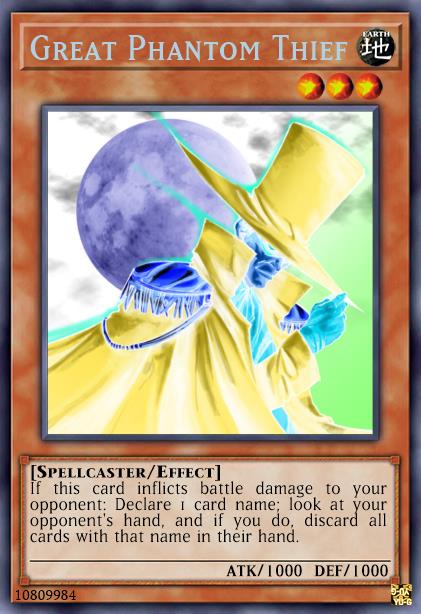 GREAT PHANTOM THIEF
EARTH
地
[SPELLCASTER/EFFECT]
If this card inflicts battle damage to your
opponent: Declare 1 card name; look at your
opponent's hand, and if you do, discard all
cards with that name in their hand.
ATK/1000 DEF/1000
10809984